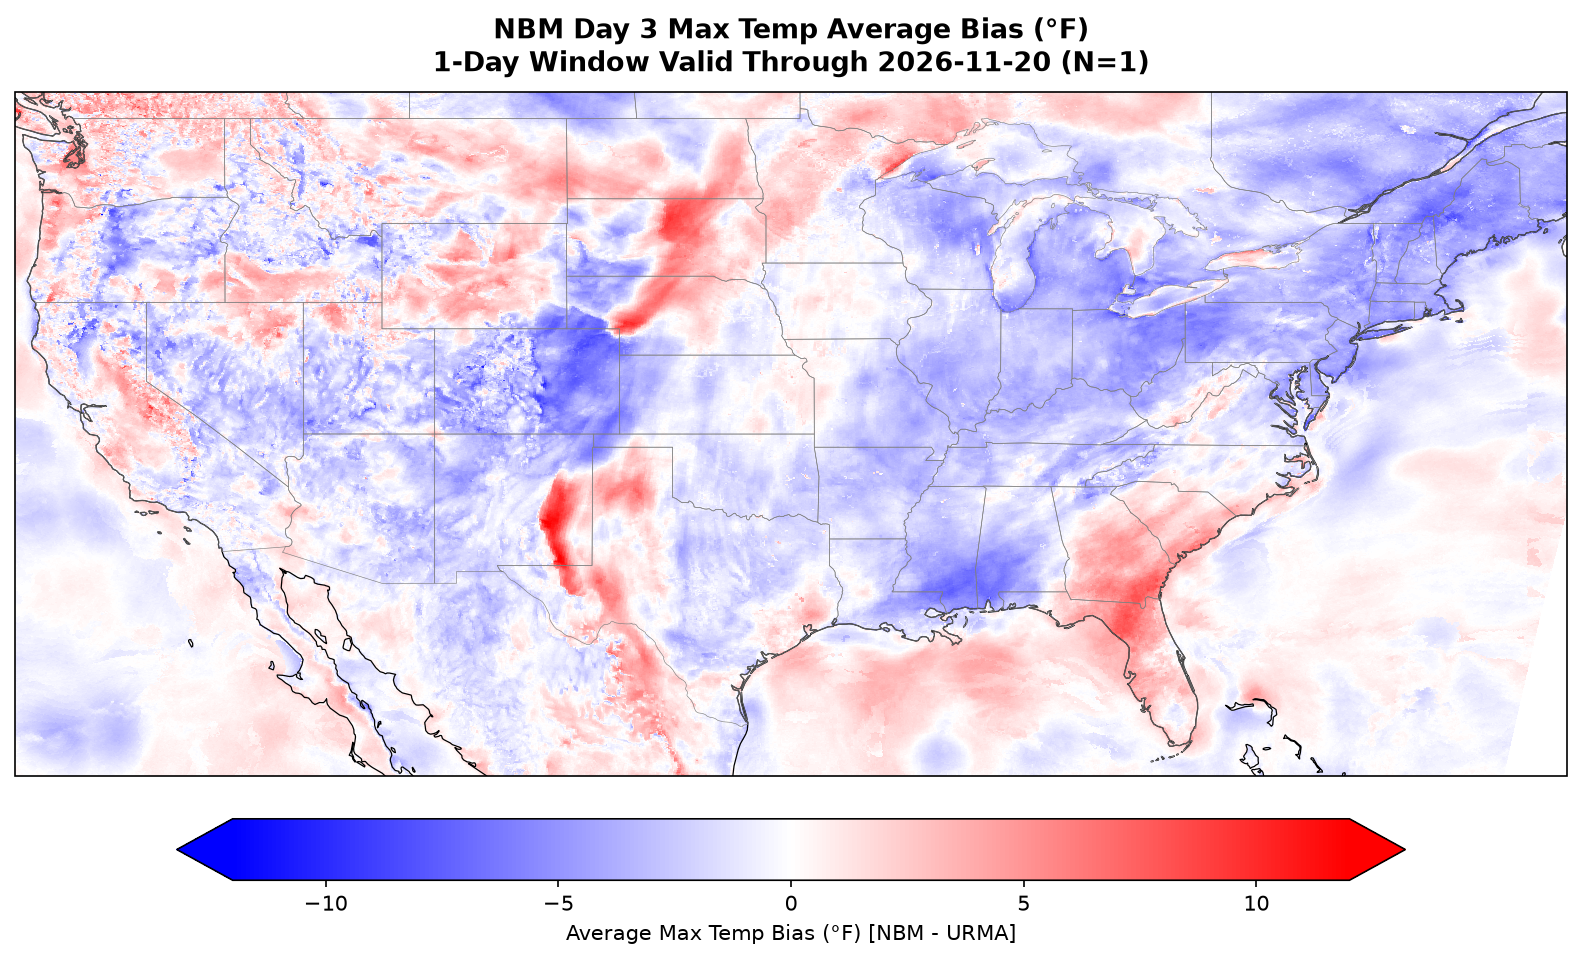 NBM Day 3 Max Temp Average Bias (°F)
1-Day Window Valid Through 2026-11-20 (N=1)
−10 −5 0 5 10
Average Max Temp Bias (°F) [NBM - URMA]